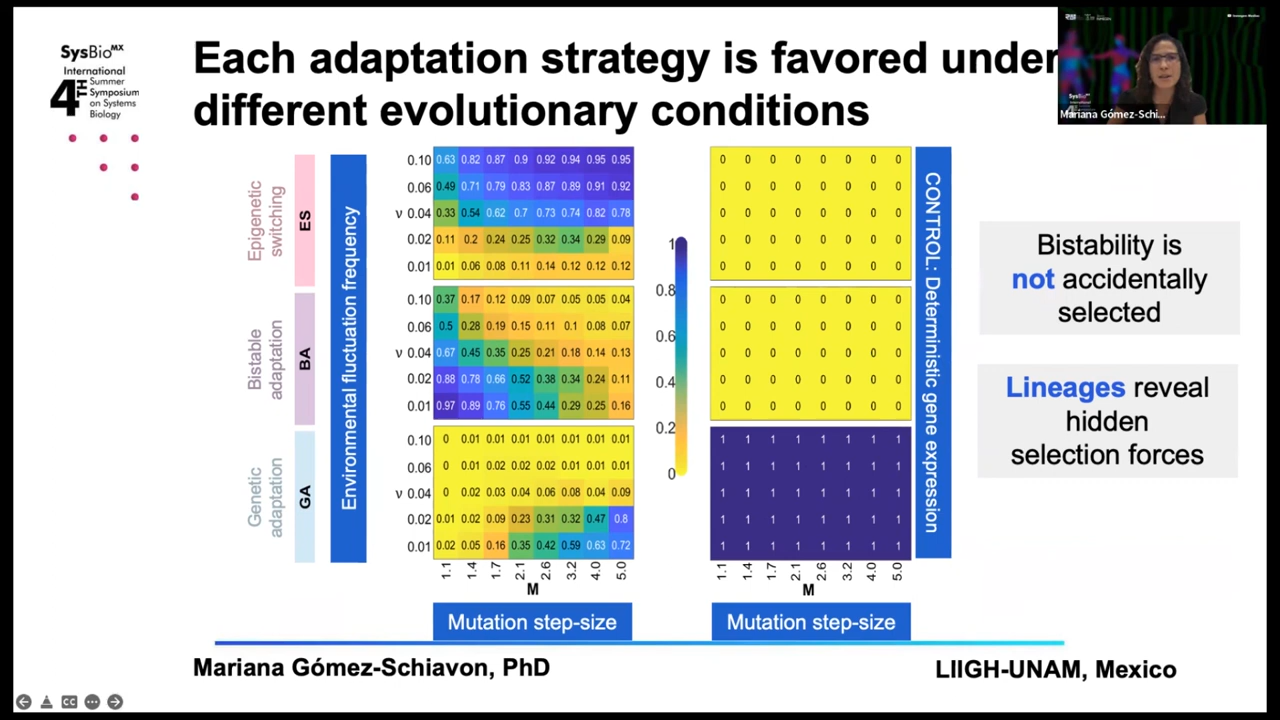 SysBioMX
International
4TH Summer
Symposium
on Systems
Biology
Each adaptation strategy is favored under
different evolutionary conditions
Mariana Gómez-Schi...
Epigenetic
switching
ES
Bistable
adaptation
BA
Genetic
adaptation
GA
Environmental fluctuation frequency
0.10 0.63 0.82 0.87 0.9 0.92 0.94 0.95 0.95
0.06 0.49 0.71 0.79 0.83 0.87 0.89 0.91 0.92
ν 0.04 0.33 0.54 0.62 0.7 0.73 0.74 0.82 0.78
0.02 0.11 0.2 0.24 0.25 0.32 0.34 0.29 0.09
0.01 0.01 0.06 0.08 0.11 0.14 0.12 0.12 0.12
0.10 0.37 0.17 0.12 0.09 0.07 0.05 0.05 0.04
0.06 0.5 0.28 0.19 0.15 0.11 0.1 0.08 0.07
ν 0.04 0.67 0.45 0.35 0.25 0.21 0.18 0.14 0.13
0.02 0.88 0.78 0.66 0.52 0.38 0.34 0.24 0.11
0.01 0.97 0.89 0.76 0.55 0.44 0.29 0.25 0.16
0.10 0 0.01 0.01 0.01 0.01 0.01 0.01 0.01
0.06 0 0.01 0.02 0.02 0.02 0.01 0.01 0.01
ν 0.04 0 0.02 0.03 0.04 0.06 0.08 0.04 0.09
0.02 0.01 0.02 0.09 0.23 0.31 0.32 0.47 0.8
0.01 0.02 0.05 0.16 0.35 0.42 0.59 0.63 0.72
1.1 1.4 1.7 2.1 2.6 3.2 4.0 5.0
M
Mutation step-size
1
0.8
0.6
0.4
0.2
0
0 0 0 0 0 0 0 0
0 0 0 0 0 0 0 0
0 0 0 0 0 0 0 0
0 0 0 0 0 0 0 0
0 0 0 0 0 0 0 0
0 0 0 0 0 0 0 0
0 0 0 0 0 0 0 0
0 0 0 0 0 0 0 0
0 0 0 0 0 0 0 0
0 0 0 0 0 0 0 0
1 1 1 1 1 1 1 1
1 1 1 1 1 1 1 1
1 1 1 1 1 1 1 1
1 1 1 1 1 1 1 1
1 1 1 1 1 1 1 1
1.1 1.4 1.7 2.1 2.6 3.2 4.0 5.0
M
Mutation step-size
CONTROL: Deterministic gene expression
Bistability is
not accidentally
selected
Lineages reveal
hidden
selection forces
Mariana Gómez-Schiavon, PhD
LIIGH-UNAM, Mexico
CC